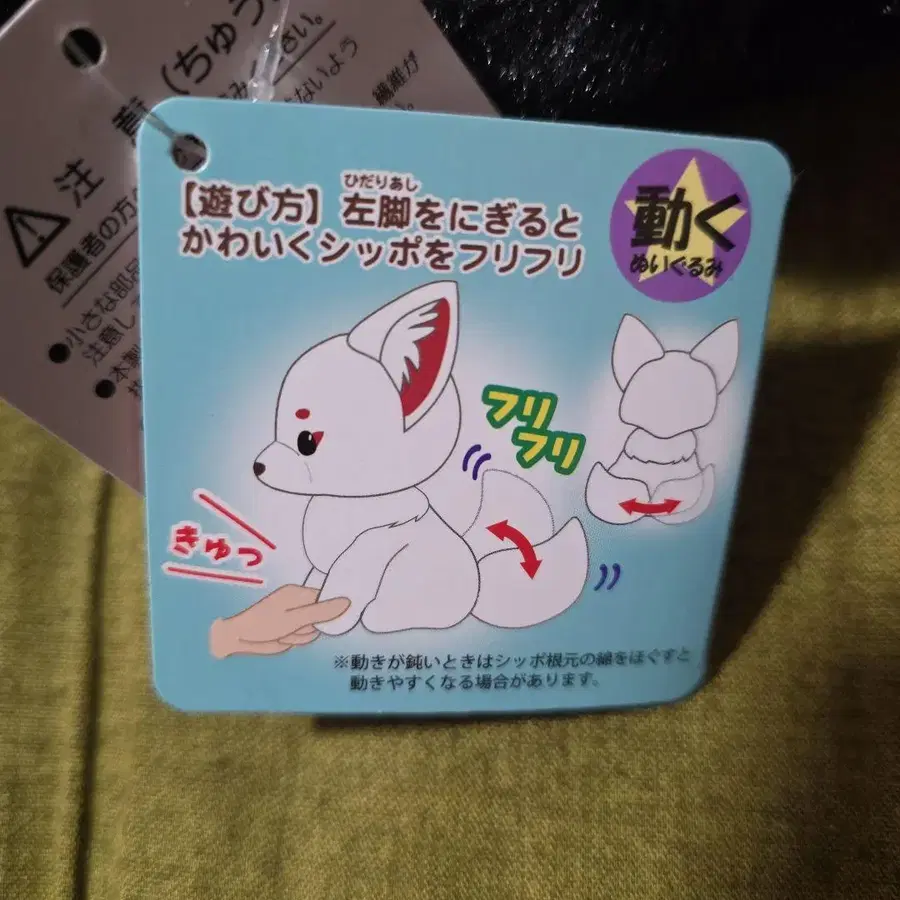 注意(ちゅう
ないよう
繊維が
保護者の方
小さな部品
注意し
本製
ひだりあし
【遊び方】左脚をにぎると
かわいくシッポをフリフリ
動く
ぬいぐるみ
フリ
フリ
きゅっ
※動きが鈍いときはシッポ根元の綿をほぐすと
動きやすくなる場合があります。